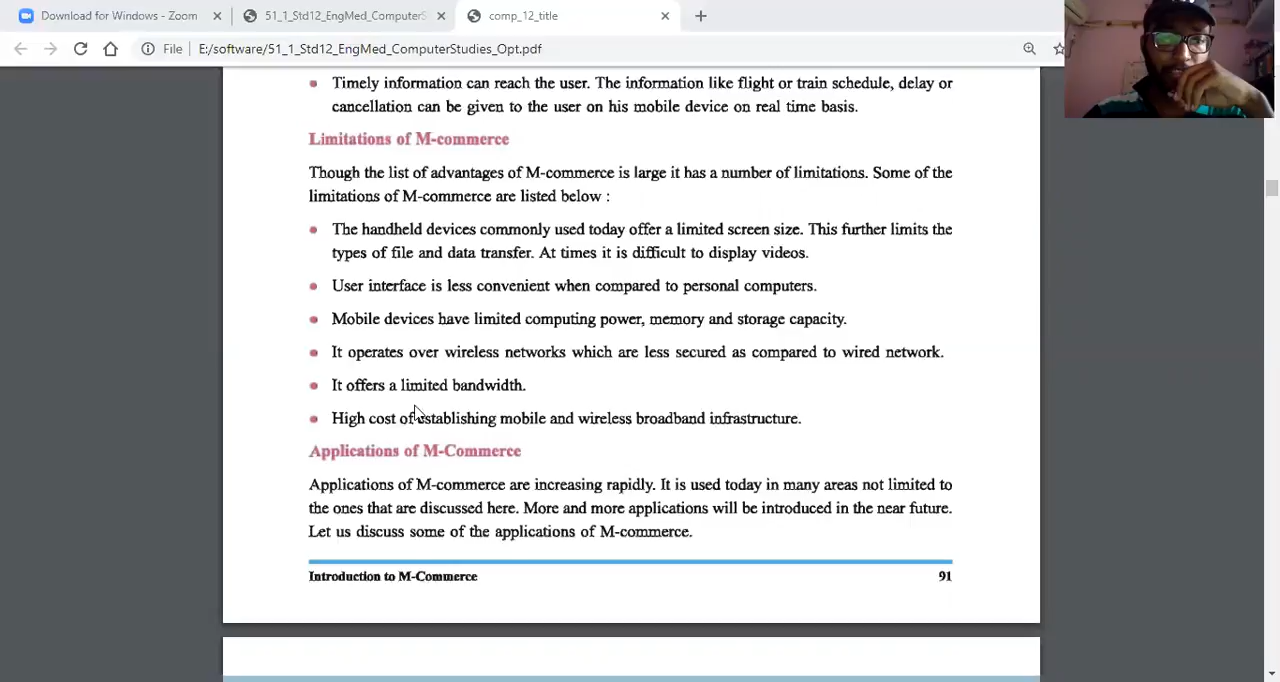 Download for Windows - Zoom
51_1_Std12_EngMed_ComputerS
comp_12_title
File
E:/software/51_1_Std12_EngMed_ComputerStudies_Opt.pdf
• Timely information can reach the user. The information like flight or train schedule, delay or
cancellation can be given to the user on his mobile device on real time basis.
Limitations of M-commerce
Though the list of advantages of M-commerce is large it has a number of limitations. Some of the
limitations of M-commerce are listed below :
• The handheld devices commonly used today offer a limited screen size. This further limits the
types of file and data transfer. At times it is difficult to display videos.
• User interface is less convenient when compared to personal computers.
• Mobile devices have limited computing power, memory and storage capacity.
• It operates over wireless networks which are less secured as compared to wired network.
• It offers a limited bandwidth.
• High cost of establishing mobile and wireless broadband infrastructure.
Applications of M-Commerce
Applications of M-commerce are increasing rapidly. It is used today in many areas not limited to
the ones that are discussed here. More and more applications will be introduced in the near future.
Let us discuss some of the applications of M-commerce.
Introduction to M-Commerce 91